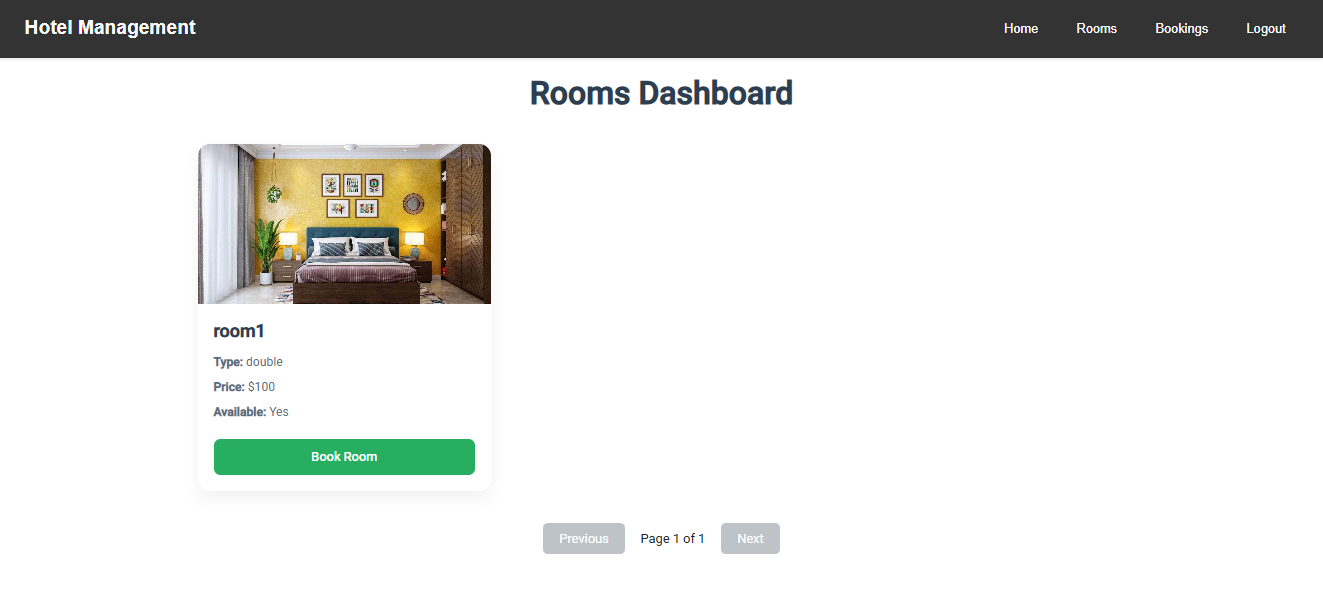 Hotel Management
Home Rooms Bookings Logout
Rooms Dashboard
room1
Type: double
Price: $100
Available: Yes
Book Room
Previous Page 1 of 1 Next